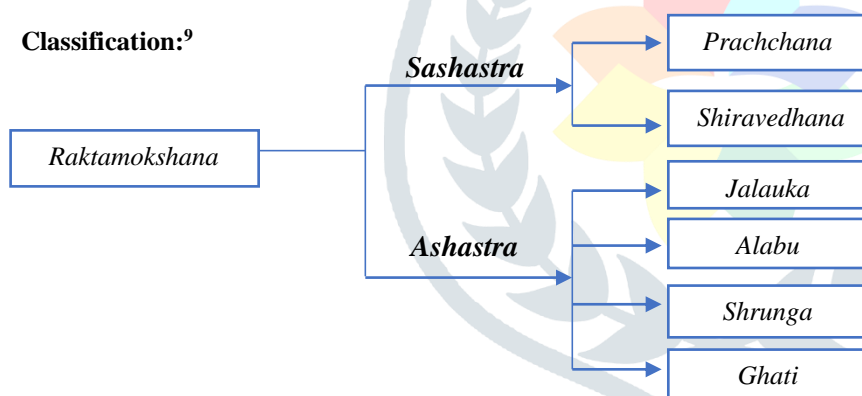 Classification:⁹
Raktamokshana
Sashastra
Prachchana
Shiravedhana
Ashastra
Jalauka
Alabu
Shrunga
Ghati